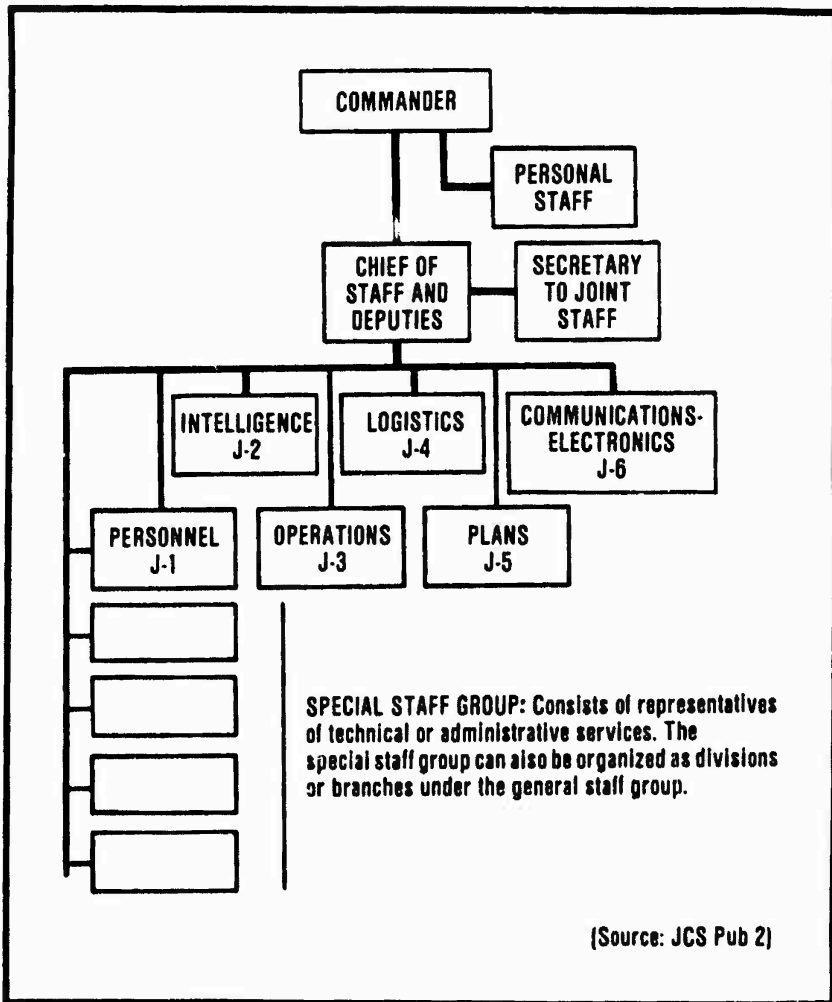 COMMANDER
PERSONAL
STAFF
CHIEF OF
STAFF AND
DEPUTIES
SECRETARY
TO JOINT
STAFF
INTELLIGENCE
J-2
LOGISTICS
J-4
COMMUNICATIONS-
ELECTRONICS
J-6
PERSONNEL
J-1
OPERATIONS
J-3
PLANS
J-5
SPECIAL STAFF GROUP: Consists of representatives
of technical or administrative services. The
special staff group can also be organized as divisions
or branches under the general staff group.
(Source: JCS Pub 2)